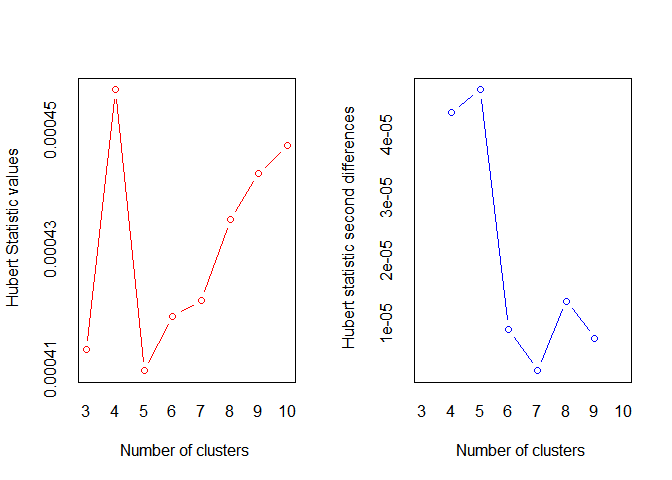 Hubert Statistic values
0.00041
0.00043
0.00045
3 4 5 6 7 8 9 10
Number of clusters
Hubert statistic second differences
1e-05
2e-05
3e-05
4e-05
3 4 5 6 7 8 9 10
Number of clusters